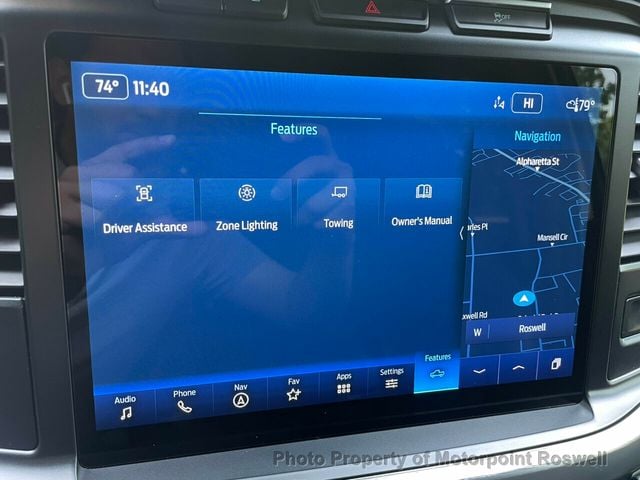 OFF
74° 11:40
HI
79°
Features
Navigation
Alpharetta St
Driver Assistance
Zone Lighting
Towing
Owner's Manual
Mansell Cir
W
Roswell
Audio
Phone
Nav
Fav
Apps
Settings
Features
Photo Property of Motorpoint Roswell